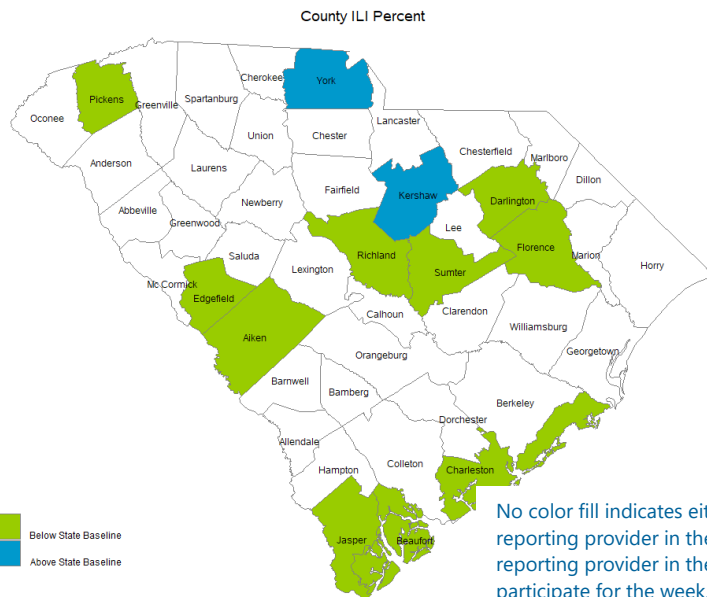 County ILI Percent
York
Cherokee
Pickens
Spartanburg
Greenville
Oconee
Lancaster
Union
Chester
Chesterfield
Marlboro
Anderson
Laurens
Dillon
Fairfield
Kershaw
Newberry
Darlington
Abbeville
Greenwood
Lee
Florence
Saluda
Richland
Marion
Lexington
Horry
Sumter
Mc Cormick
Edgefield
Calhoun
Clarendon
Williamsburg
Aiken
Georgetown
Orangeburg
Barnwell
Bamberg
Berkeley
Dorchester
Allendale
Hampton
Colleton
Charleston
Jasper
Beaufort
Below State Baseline
Above State Baseline
No color fill indicates eit
reporting provider in the
reporting provider in the
participate for the week